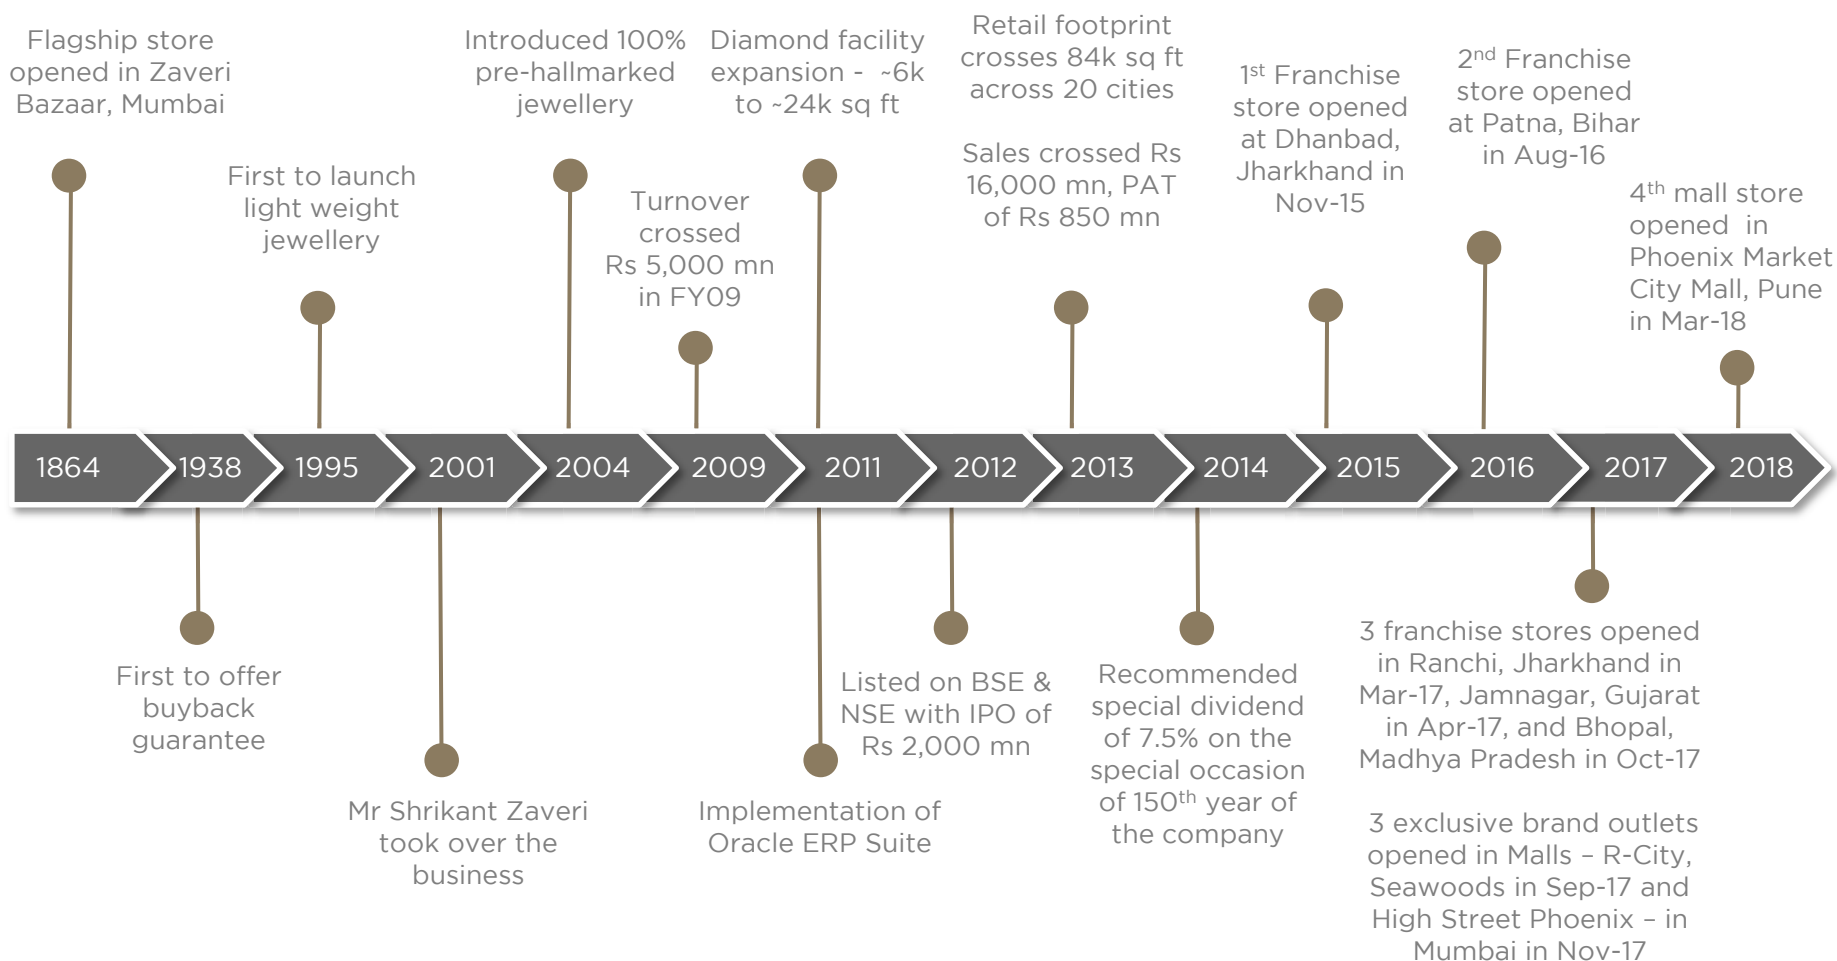 Flagship store
opened in Zaveri
Bazaar, Mumbai
First to launch
light weight
jewellery
Introduced 100%
pre-hallmarked
jewellery
Turnover
crossed
Rs 5,000 mn
in FY09
Diamond facility
expansion - ~6k
to ~24k sq ft
Retail footprint
crosses 84k sq ft
across 20 cities
Sales crossed Rs
16,000 mn, PAT
of Rs 850 mn
1st Franchise
store opened
at Dhanbad,
Jharkhand in
Nov-15
2nd Franchise
store opened
at Patna, Bihar
in Aug-16
4th mall store
opened in
Phoenix Market
City Mall, Pune
in Mar-18
1864 1938 1995 2001 2004 2009 2011 2012 2013 2014 2015 2016 2017 2018
First to offer
buyback
guarantee
Mr Shrikant Zaveri
took over the
business
Implementation of
Oracle ERP Suite
Listed on BSE &
NSE with IPO of
Rs 2,000 mn
Recommended
special dividend
of 7.5% on the
special occasion
of 150th year of
the company
3 franchise stores opened
in Ranchi, Jharkhand in
Mar-17, Jamnagar, Gujarat
in Apr-17, and Bhopal,
Madhya Pradesh in Oct-17
3 exclusive brand outlets
opened in Malls – R-City,
Seawoods in Sep-17 and
High Street Phoenix – in
Mumbai in Nov-17